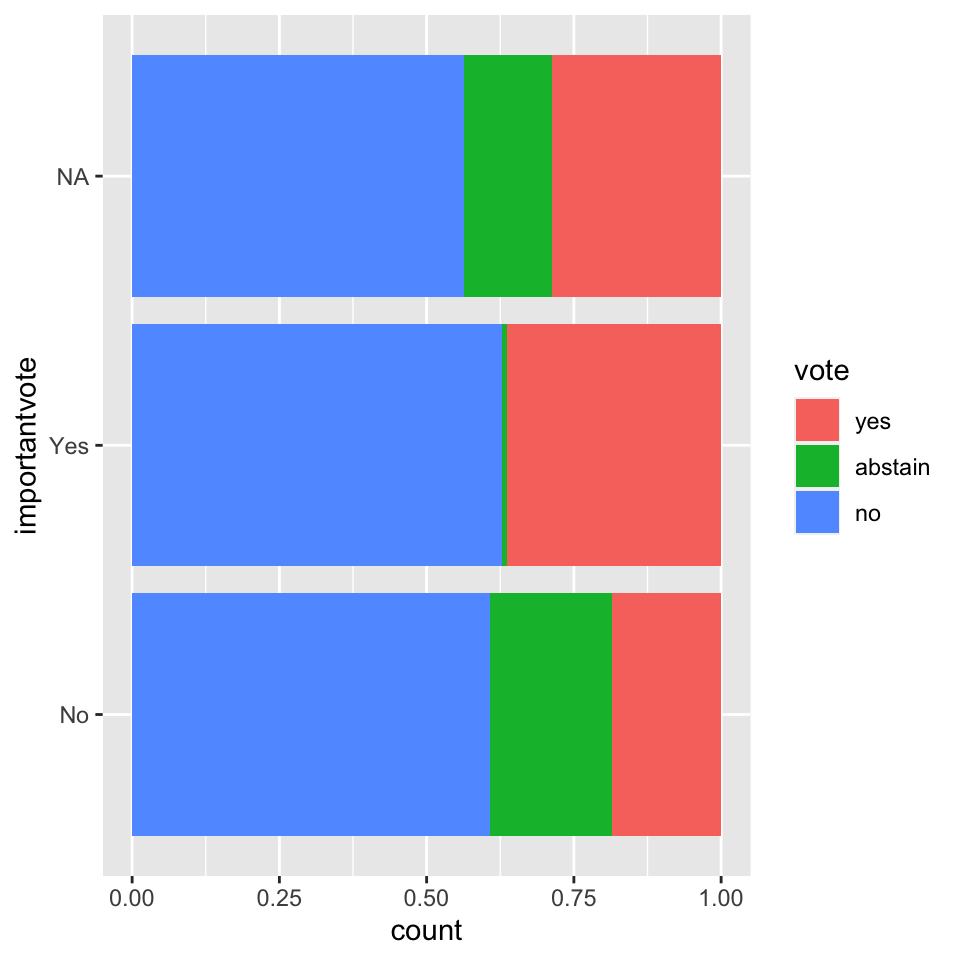 importantvote
NA
Yes
No
0.00 0.25 0.50 0.75 1.00
count
vote
yes
abstain
no